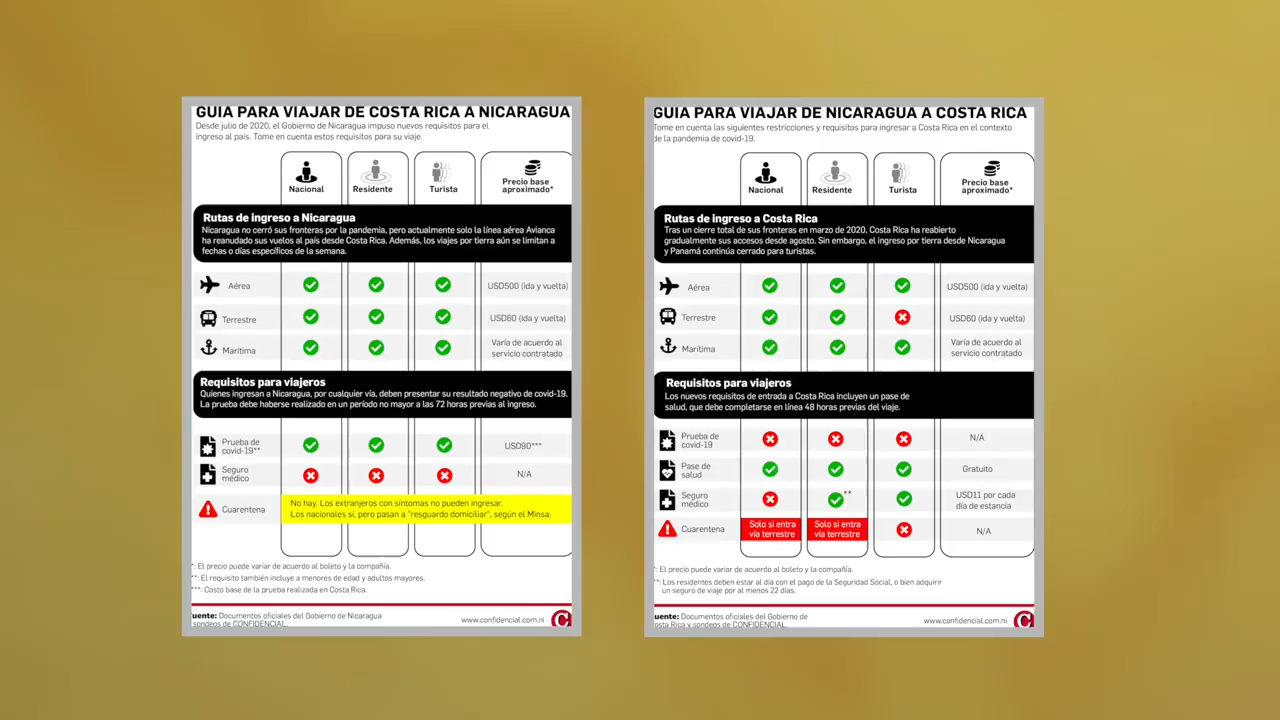 GUIA PARA VIAJAR DE COSTA RICA A NICARAGUA
Desde julio de 2020, el Gobierno de Nicaragua impuso nuevos requisitos para el
ingreso al país. Tome en cuenta estos requisitos para su viaje.
Nacional
Residente
Turista
Precio base
aproximado*
Rutas de ingreso a Nicaragua
Nicaragua no cerró sus fronteras por la pandemia, pero actualmente solo la línea aérea Avianca
ha reanudado sus vuelos al país desde Costa Rica. Además, los viajes por tierra aún se limitan a
fechas o días específicos de la semana.
Aérea
USD500 (ida y vuelta)
Terrestre
USD60 (ida y vuelta)
Marítima
Varía de acuerdo al
servicio contratado
Requisitos para viajeros
Quienes ingresan a Nicaragua, por cualquier vía, deben presentar su resultado negativo de covid-19.
La prueba debe haberse realizado en un período no mayor a las 72 horas previas al ingreso.
Prueba de
covid-19**
USD90***
Seguro
médico
N/A
Cuarentena
No hay. Los extranjeros con síntomas no pueden ingresar.
Los nacionales sí, pero pasan a "resguardo domiciliar", según el Minsa.
*: El precio puede variar de acuerdo al boleto y la compañía.
**: El requisito también incluye a menores de edad y adultos mayores.
***: Costo base de la prueba realizada en Costa Rica.
uente: Documentos oficiales del Gobierno de Nicaragua
sondeos de CONFIDENCIAL.
www.confidencial.com.ni
C
GUIA PARA VIAJAR DE NICARAGUA A COSTA RICA
Tome en cuenta las siguientes restricciones y requisitos para ingresar a Costa Rica en el contexto
de la pandemia de covid-19.
Nacional
Residente
Turista
Precio base
aproximado*
Rutas de ingreso a Costa Rica
Tras un cierre total de sus fronteras en marzo de 2020, Costa Rica ha reabierto
gradualmente sus accesos desde agosto. Sin embargo, el ingreso por tierra desde Nicaragua
y Panamá continúa cerrado para turistas.
Aérea
USD500 (ida y vuelta)
Terrestre
USD60 (ida y vuelta)
Marítima
Varía de acuerdo al
servicio contratado
Requisitos para viajeros
Los nuevos requisitos de entrada a Costa Rica incluyen un pase de
salud, que debe completarse en línea 48 horas previas del viaje.
Prueba de
covid-19
N/A
Pase de
salud
Gratuito
Seguro
médico
**
USD11 por cada
día de estancia
Cuarentena
Solo si entra
vía terrestre
Solo si entra
vía terrestre
N/A
*: El precio puede variar de acuerdo al boleto y la compañía.
**: Los residentes deben estar al día con el pago de la Seguridad Social, o bien adquirir
un seguro de viaje por al menos 22 días.
uente: Documentos oficiales del Gobierno de
osta Rica y sondeos de CONFIDENCIAL.
www.confidencial.com.ni
C